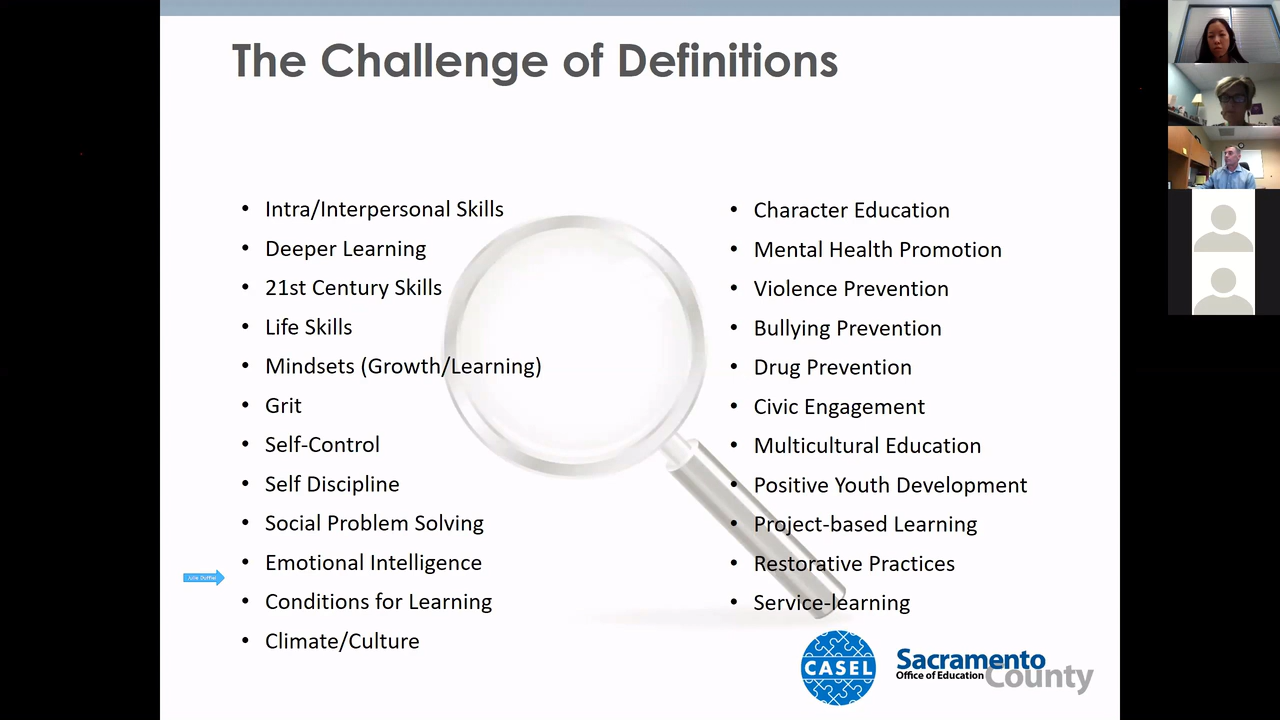 The Challenge of Definitions
• Intra/Interpersonal Skills
• Deeper Learning
• 21st Century Skills
• Life Skills
• Mindsets (Growth/Learning)
• Grit
• Self-Control
• Self Discipline
• Social Problem Solving
• Emotional Intelligence
• Conditions for Learning
• Climate/Culture
• Character Education
• Mental Health Promotion
• Violence Prevention
• Bullying Prevention
• Drug Prevention
• Civic Engagement
• Multicultural Education
• Positive Youth Development
• Project-based Learning
• Restorative Practices
• Service-learning
CASEL
Sacramento
Office of Education County